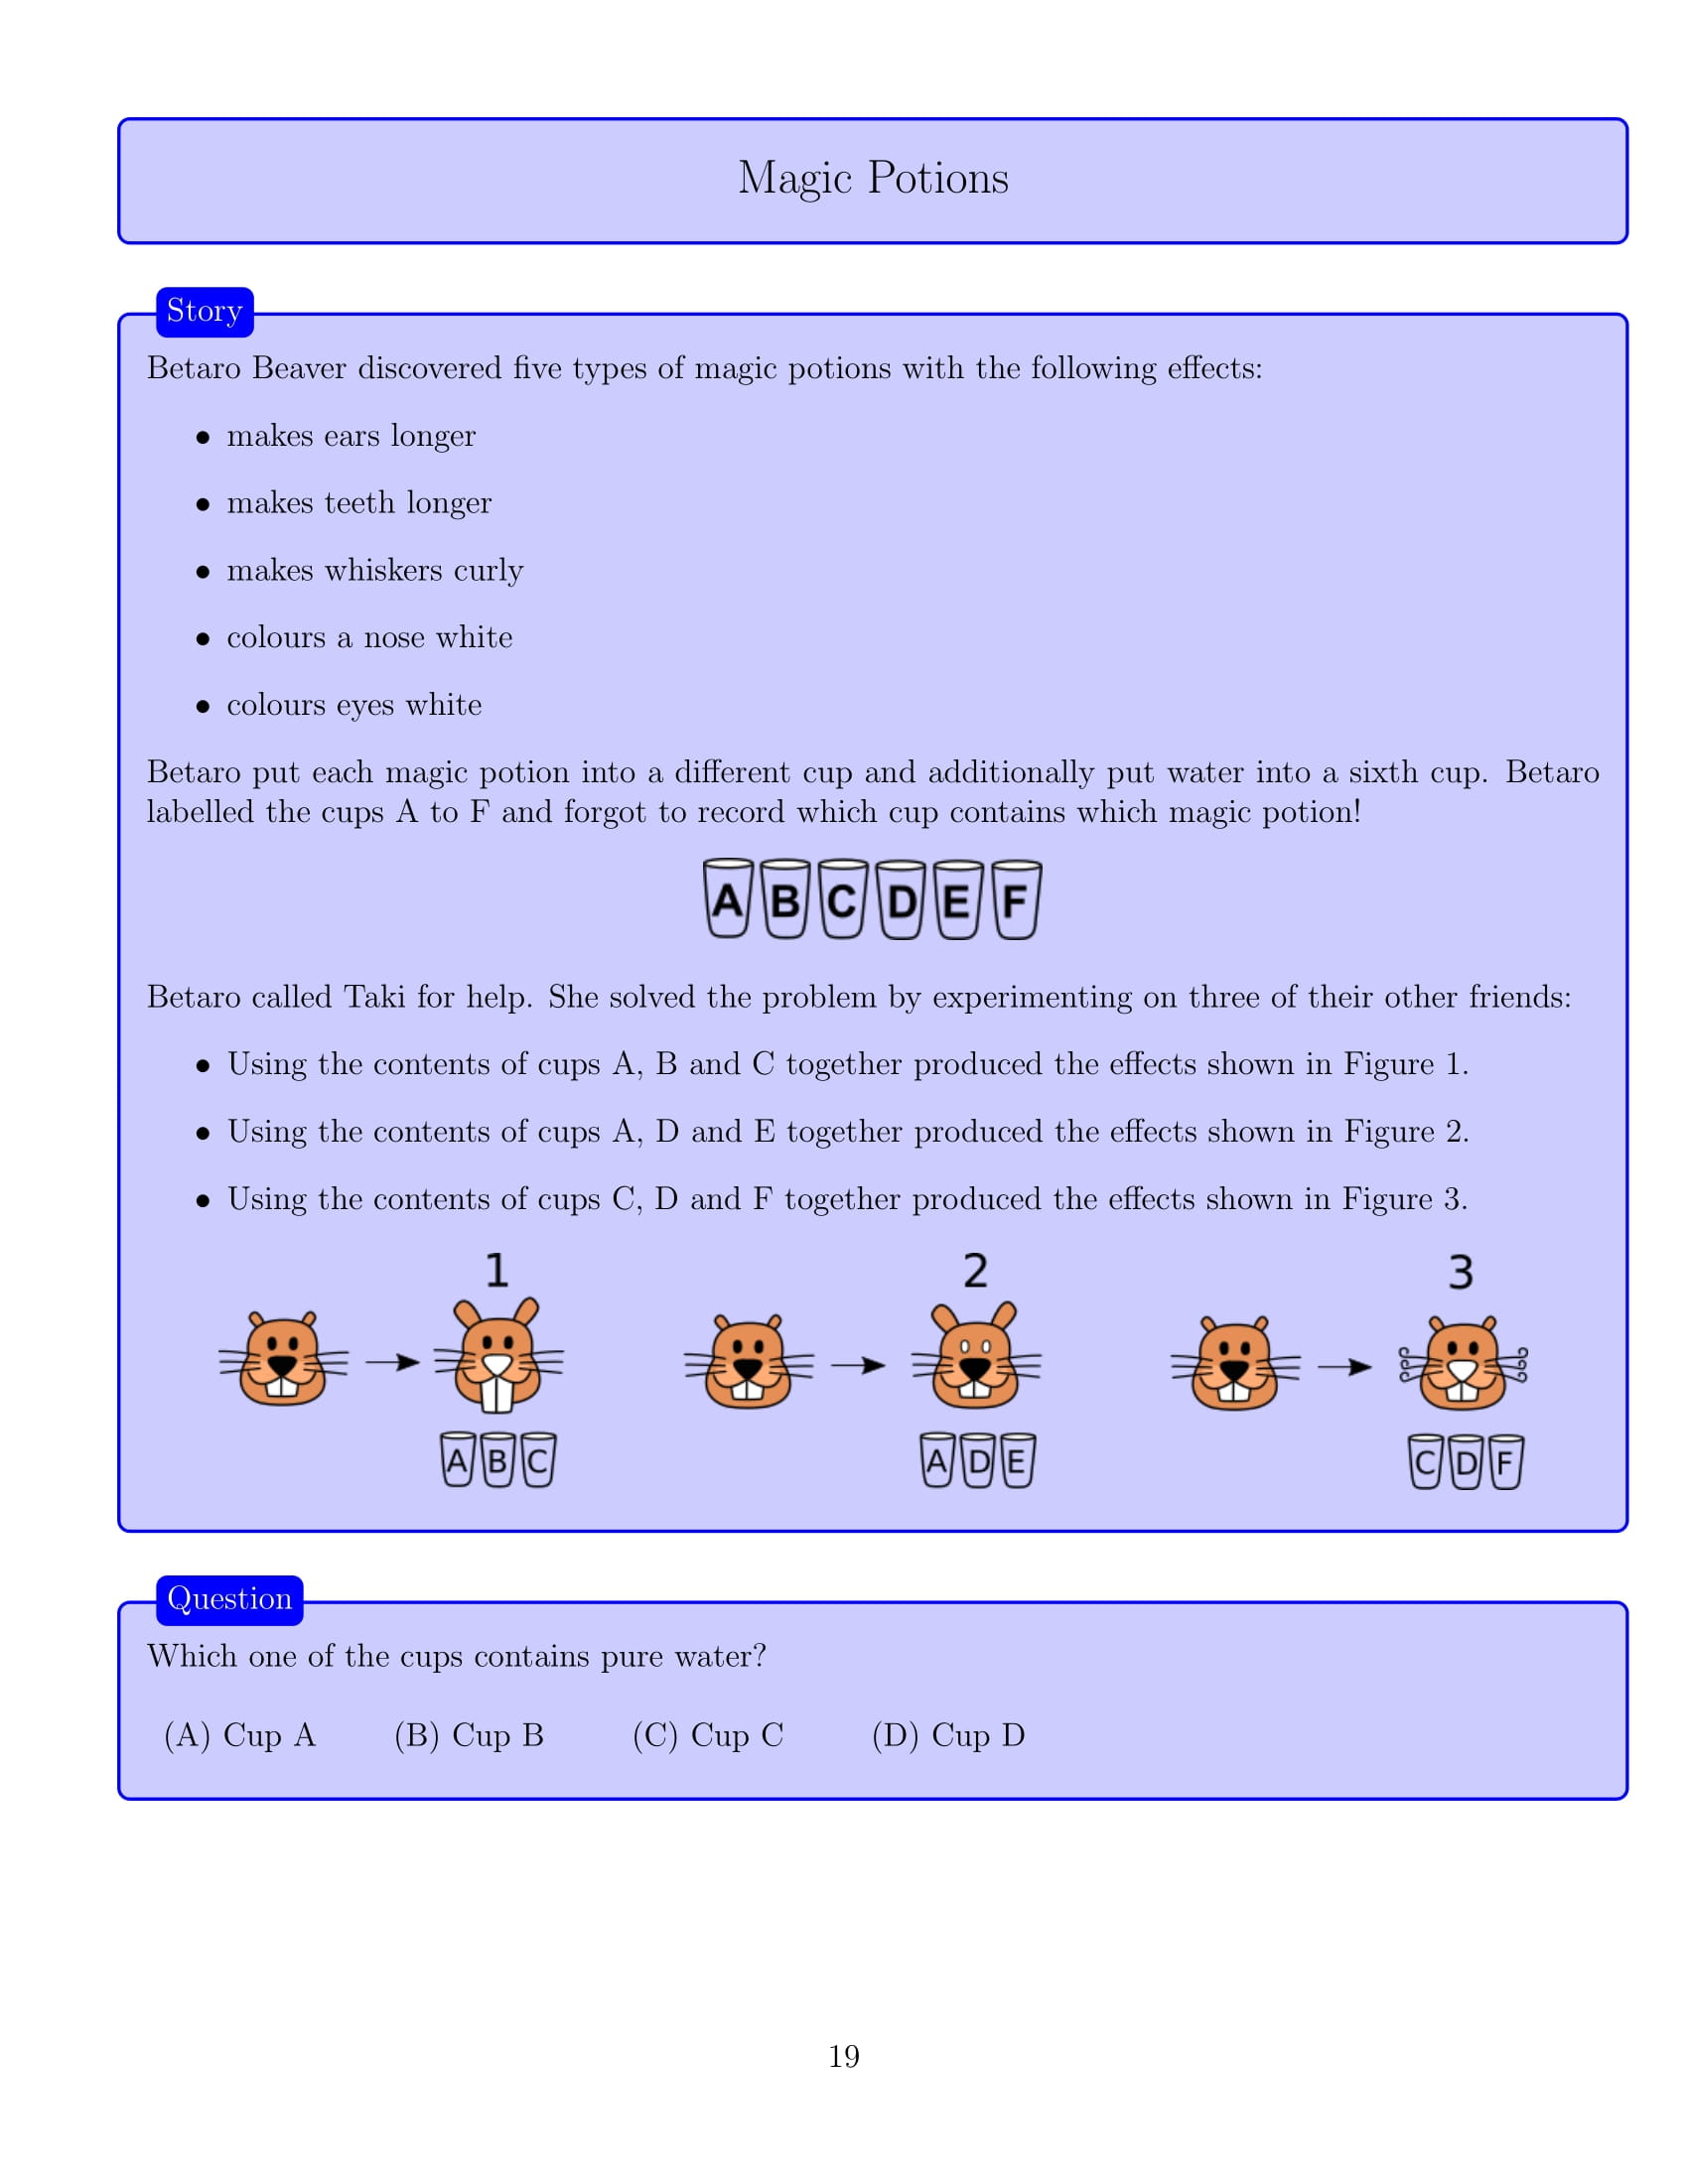 Magic Potions
Story
Betaro Beaver discovered five types of magic potions with the following effects:
• makes ears longer
• makes teeth longer
• makes whiskers curly
• colours a nose white
• colours eyes white
Betaro put each magic potion into a different cup and additionally put water into a sixth cup. Betaro
labelled the cups A to F and forgot to record which cup contains which magic potion!
A B C D E F
Betaro called Taki for help. She solved the problem by experimenting on three of their other friends:
• Using the contents of cups A, B and C together produced the effects shown in Figure 1.
• Using the contents of cups A, D and E together produced the effects shown in Figure 2.
• Using the contents of cups C, D and F together produced the effects shown in Figure 3.
1 2 3
A B C A D E C D F
Question
Which one of the cups contains pure water?
(A) Cup A (B) Cup B (C) Cup C (D) Cup D
19